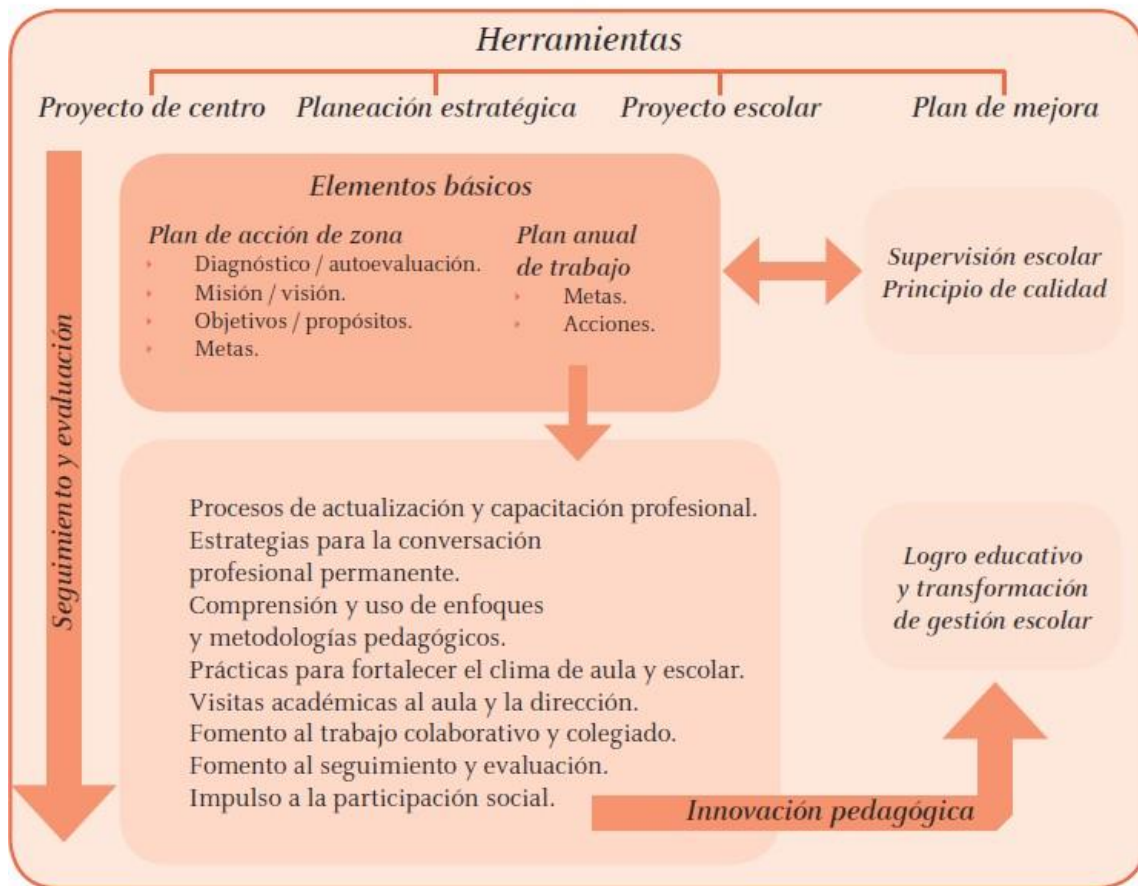 Herramientas
Proyecto de centro
Planeación estratégica
Proyecto escolar
Plan de mejora
Seguimiento y evaluación
Elementos básicos
Plan de acción de zona
Diagnóstico / autoevaluación.
Misión / visión.
Objetivos / propósitos.
Metas.
Plan anual
de trabajo
Metas.
Acciones.
Supervisión escolar
Principio de calidad
Procesos de actualización y capacitación profesional.
Estrategias para la conversación
profesional permanente.
Comprensión y uso de enfoques
y metodologías pedagógicos.
Prácticas para fortalecer el clima de aula y escolar.
Visitas académicas al aula y la dirección.
Fomento al trabajo colaborativo y colegiado.
Fomento al seguimiento y evaluación.
Impulso a la participación social.
Innovación pedagógica
Logro educativo
y transformación
de gestión escolar